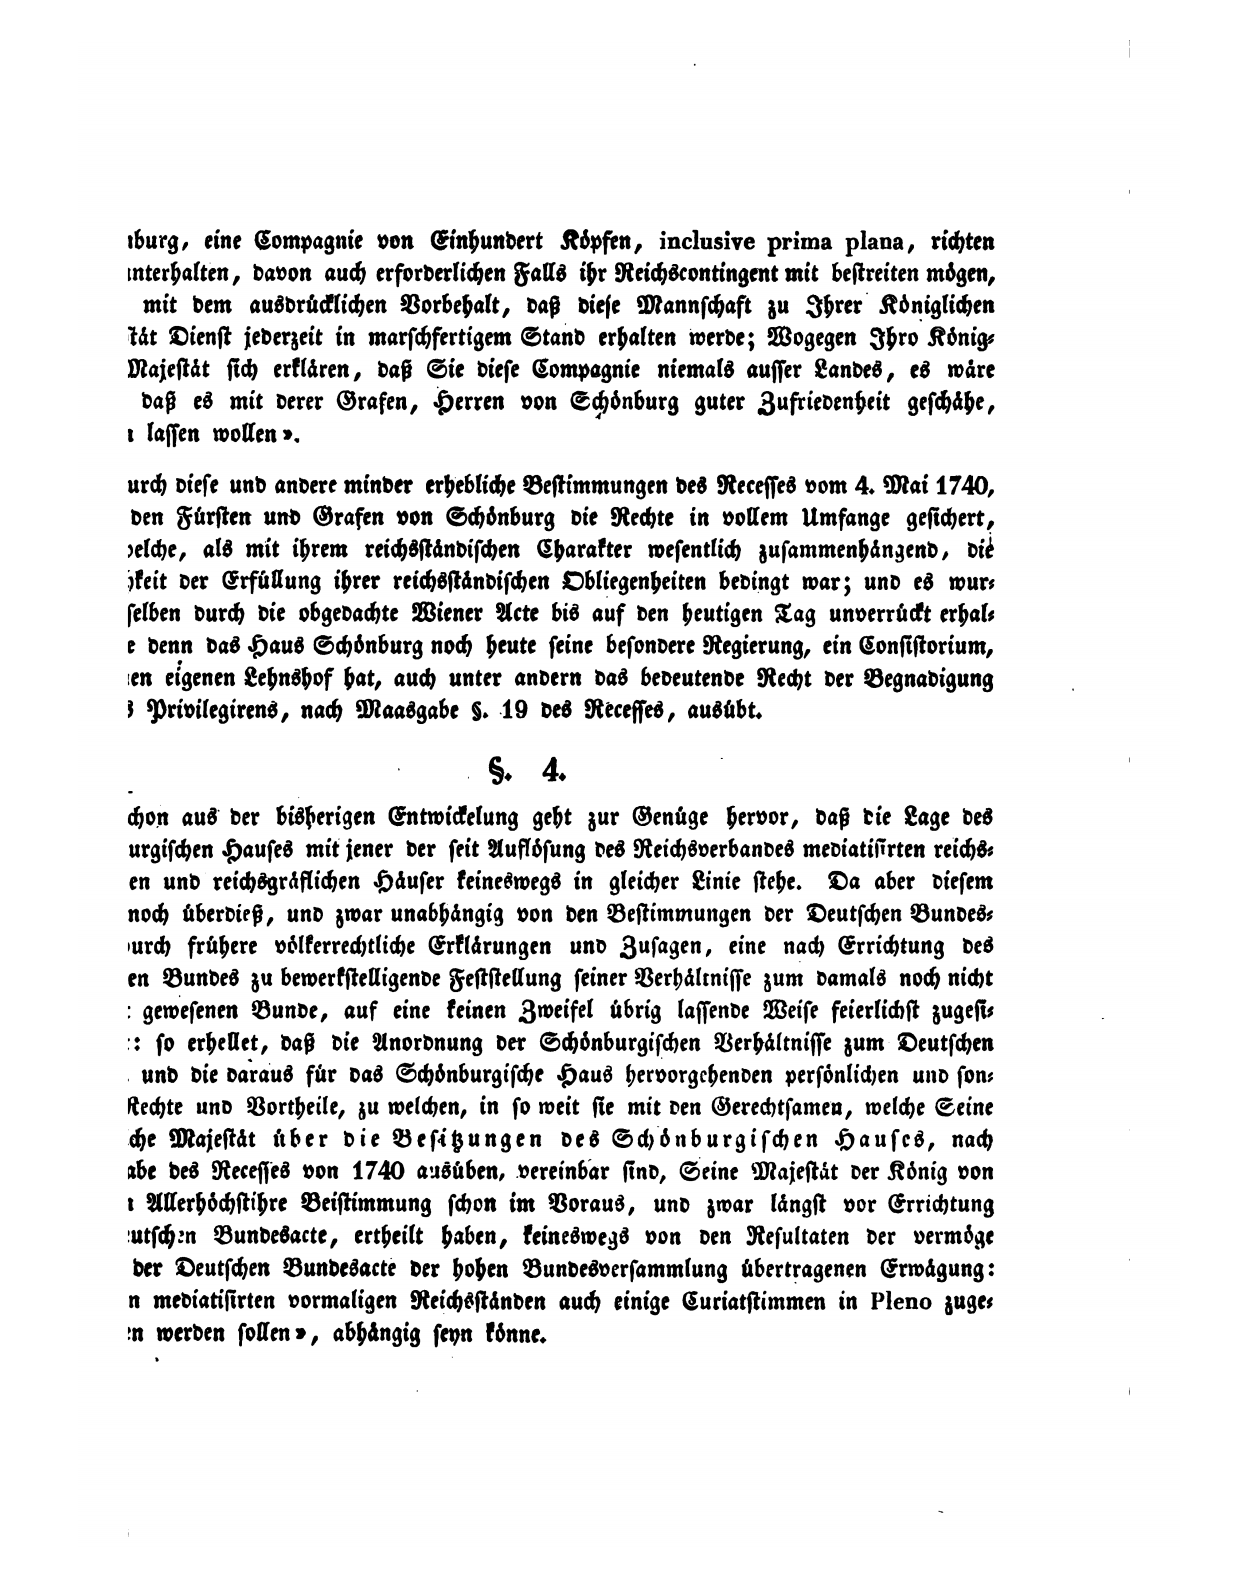 burg, eine Compagnie von Einhundert Köpfen, inclusive prima plana, richten
unterhalten, davon auch erforderlichen Falls ihr Reichscontingent mit bestreiten mögen,
mit dem ausdrücklichen Vorbehalt, daß diese Mannschaft zu Ihrer Königlichen
tät Dienst jederzeit in marschfertigem Stand erhalten werde; Wogegen Ihro König-
Majestät sich erklären, daß Sie diese Compagnie niemals ausser Landes, es wäre
daß es mit derer Grafen, Herren von Schönburg guter Zufriedenheit geschähe,
lassen wollen».
urch diese und andere minder erhebliche Bestimmungen des Recesses vom 4. Mai 1740,
den Fürsten und Grafen von Schönburg die Rechte in vollem Umfange gesichert,
welche, als mit ihrem reichsständischen Charakter wesentlich zusammenhängend, die
keit der Erfüllung ihrer reichsständischen Obliegenheiten bedingt war; und es wur-
selben durch die obgedachte Wiener Acte bis auf den heutigen Tag unverrückt erhal-
e denn das Haus Schönburg noch heute seine besondere Regierung, ein Consistorium,
en eigenen Lehnshof hat, auch unter andern das bedeutende Recht der Begnadigung
s Privilegirens, nach Maasgabe §. 19 des Recesses, ausübt.
§. 4.
chon aus der bisherigen Entwickelung geht zur Genüge hervor, daß die Lage des
urgischen Hauses mit jener der seit Auflösung des Reichsverbandes mediatisirten reichs-
en und reichsgräflichen Häuser keineswegs in gleicher Linie stehe. Da aber diesem
noch überdieß, und zwar unabhängig von den Bestimmungen der Deutschen Bundes-
urch frühere völkerrechtliche Erklärungen und Zusagen, eine nach Errichtung des
en Bundes zu bewerkstelligende Feststellung seiner Verhältnisse zum damals noch nicht
gewesenen Bunde, auf eine keinen Zweifel übrig lassende Weise feierlichst zugesi-
: so erhellet, daß die Anordnung der Schönburgischen Verhältnisse zum Deutschen
und die daraus für das Schönburgische Haus hervorgehenden persönlichen und son-
Rechte und Vortheile, zu welchen, in so weit sie mit den Gerechtsamen, welche Seine
che Majestät über die Besitzungen des Schönburgischen Hauses, nach
abe des Recesses von 1740 ausüben, vereinbar sind, Seine Majestät der König von
Allerhöchstihre Beistimmung schon im Voraus, und zwar längst vor Errichtung
utschen Bundesacte, ertheilt haben, keineswegs von den Resultaten der vermöge
der Deutschen Bundesacte der hohen Bundesversammlung übertragenen Erwägung:
n mediatisirten vormaligen Reichsständen auch einige Curiatstimmen in Pleno zuge-
en werden sollen», abhängig seyn könne.